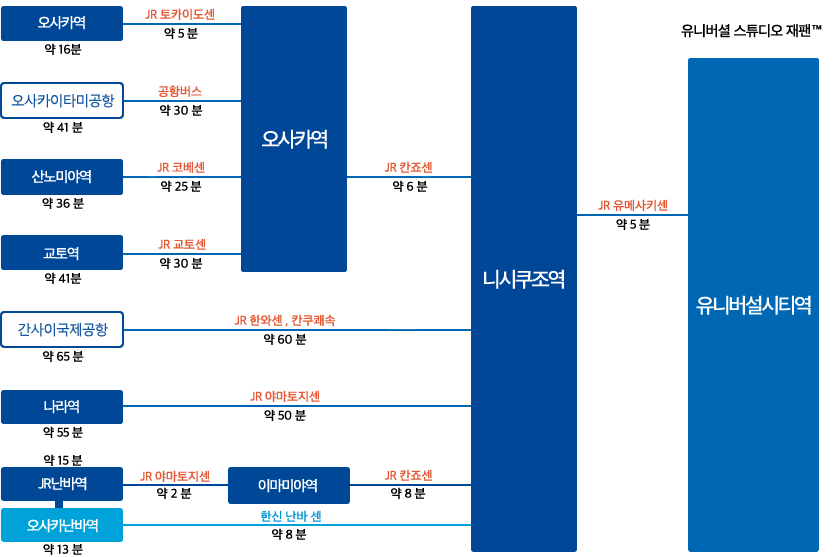 유니버셜 스튜디오 재팬™
오사카역
약 16분
JR 토카이도센
약 5 분
오사카이타미공항
약 41 분
공항버스
약 30 분
산노미야역
약 36 분
JR 코베센
약 25 분
교토역
약 41분
JR 교토센
약 30 분
오사카역
JR 칸죠센
약 6 분
간사이국제공항
약 65 분
JR 한와센 , 칸쿠쾌속
약 60 분
나라역
약 55 분
JR 야마토지센
약 50 분
약 15 분
JR난바역
JR 야마토지센
약 2 분
이마미야역
JR 칸죠센
약 8 분
오사카난바역
약 13 분
한신 난바 센
약 8 분
니시쿠조역
JR 유메사키센
약 5 분
유니버설시티역